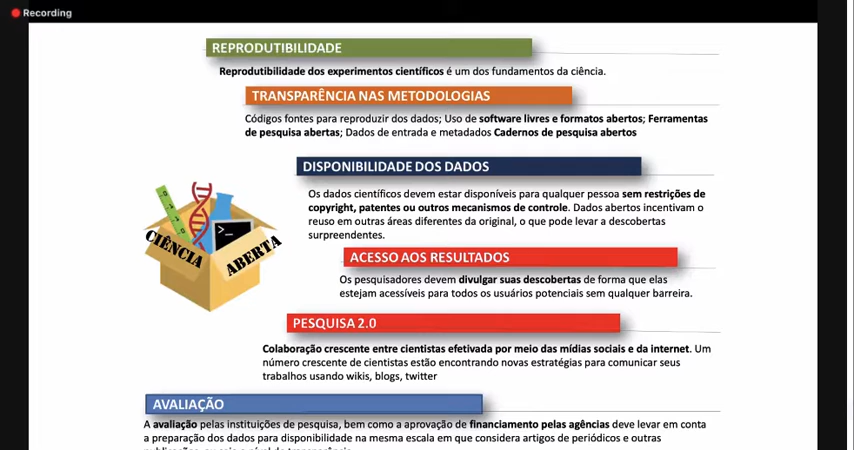 Recording
REPRODUTIBILIDADE
Reprodutibilidade dos experimentos científicos é um dos fundamentos da ciência.
TRANSPARÊNCIA NAS METODOLOGIAS
Códigos fontes para reproduzir dos dados; Uso de software livres e formatos abertos; Ferramentas
de pesquisa abertas; Dados de entrada e metadados Cadernos de pesquisa abertos
DISPONIBILIDADE DOS DADOS
Os dados científicos devem estar disponíveis para qualquer pessoa sem restrições de
copyright, patentes ou outros mecanismos de controle. Dados abertos incentivam o
reuso em outras áreas diferentes da original, o que pode levar a descobertas
surpreendentes.
CIÊNCIA ABERTA
ACESSO AOS RESULTADOS
Os pesquisadores devem divulgar suas descobertas de forma que elas
estejam acessíveis para todos os usuários potenciais sem qualquer barreira.
PESQUISA 2.0
Colaboração crescente entre cientistas efetivada por meio das mídias sociais e da internet. Um
número crescente de cientistas estão encontrando novas estratégias para comunicar seus
trabalhos usando wikis, blogs, twitter
AVALIAÇÃO
A avaliação pelas instituições de pesquisa, bem como a aprovação de financiamento pelas agências deve levar em conta
a preparação dos dados para disponibilidade na mesma escala em que considera artigos de periódicos e outras